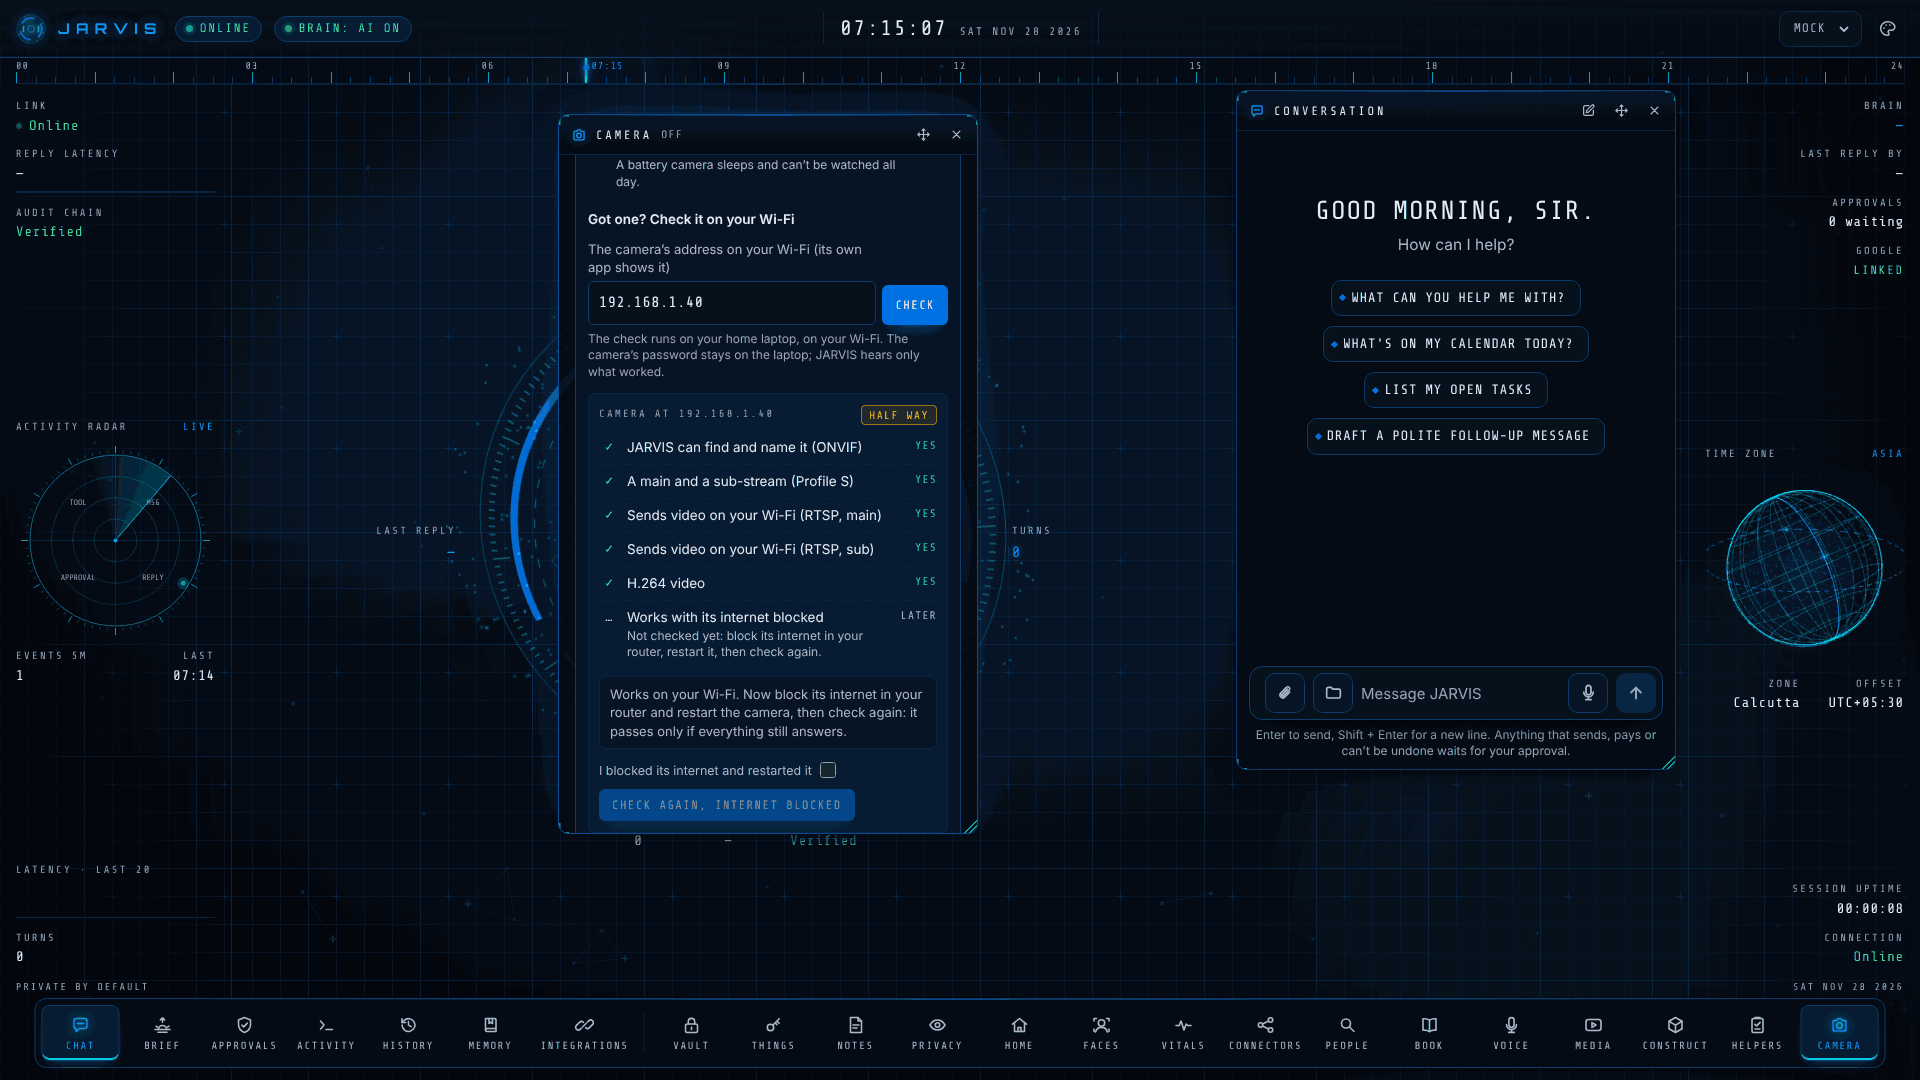 JARVIS
ONLINE
BRAIN: AI ON
07:15:07 SAT NOV 28 2026
MOCK
00 03 06 07:15 09 12 15 18 21 24
LINK
Online
REPLY LATENCY
—
AUDIT CHAIN
Verified
ACTIVITY RADAR LIVE
TOOL MSG
APPROVAL REPLY
EVENTS 5M LAST
1 07:14
LATENCY · LAST 20
TURNS
0
PRIVATE BY DEFAULT
LAST REPLY
—
TURNS
0
CAMERA OFF
A battery camera sleeps and can’t be watched all
day.
Got one? Check it on your Wi-Fi
The camera’s address on your Wi-Fi (its own
app shows it)
192.168.1.40
CHECK
The check runs on your home laptop, on your Wi-Fi. The
camera’s password stays on the laptop; JARVIS hears only
what worked.
CAMERA AT 192.168.1.40 HALF WAY
✓ JARVIS can find and name it (ONVIF) YES
✓ A main and a sub-stream (Profile S) YES
✓ Sends video on your Wi-Fi (RTSP, main) YES
✓ Sends video on your Wi-Fi (RTSP, sub) YES
✓ H.264 video YES
… Works with its internet blocked LATER
Not checked yet: block its internet in your
router, restart it, then check again.
Works on your Wi-Fi. Now block its internet in your
router and restart the camera, then check again: it
passes only if everything still answers.
I blocked its internet and restarted it
CHECK AGAIN, INTERNET BLOCKED
0 — Verified
CONVERSATION
GOOD MORNING, SIR.
How can I help?
WHAT CAN YOU HELP ME WITH?
WHAT'S ON MY CALENDAR TODAY?
LIST MY OPEN TASKS
DRAFT A POLITE FOLLOW-UP MESSAGE
Message JARVIS
Enter to send, Shift + Enter for a new line. Anything that sends, pays or
can't be undone waits for your approval.
BRAIN
—
LAST REPLY BY
—
APPROVALS
0 waiting
GOOGLE
LINKED
TIME ZONE ASIA
ZONE OFFSET
Calcutta UTC+05:30
SESSION UPTIME
00:00:08
CONNECTION
Online
SAT NOV 28 2026
CHAT BRIEF APPROVALS ACTIVITY HISTORY MEMORY INTEGRATIONS VAULT THINGS NOTES PRIVACY HOME FACES VITALS CONNECTORS PEOPLE BOOK VOICE MEDIA CONSTRUCT HELPERS CAMERA